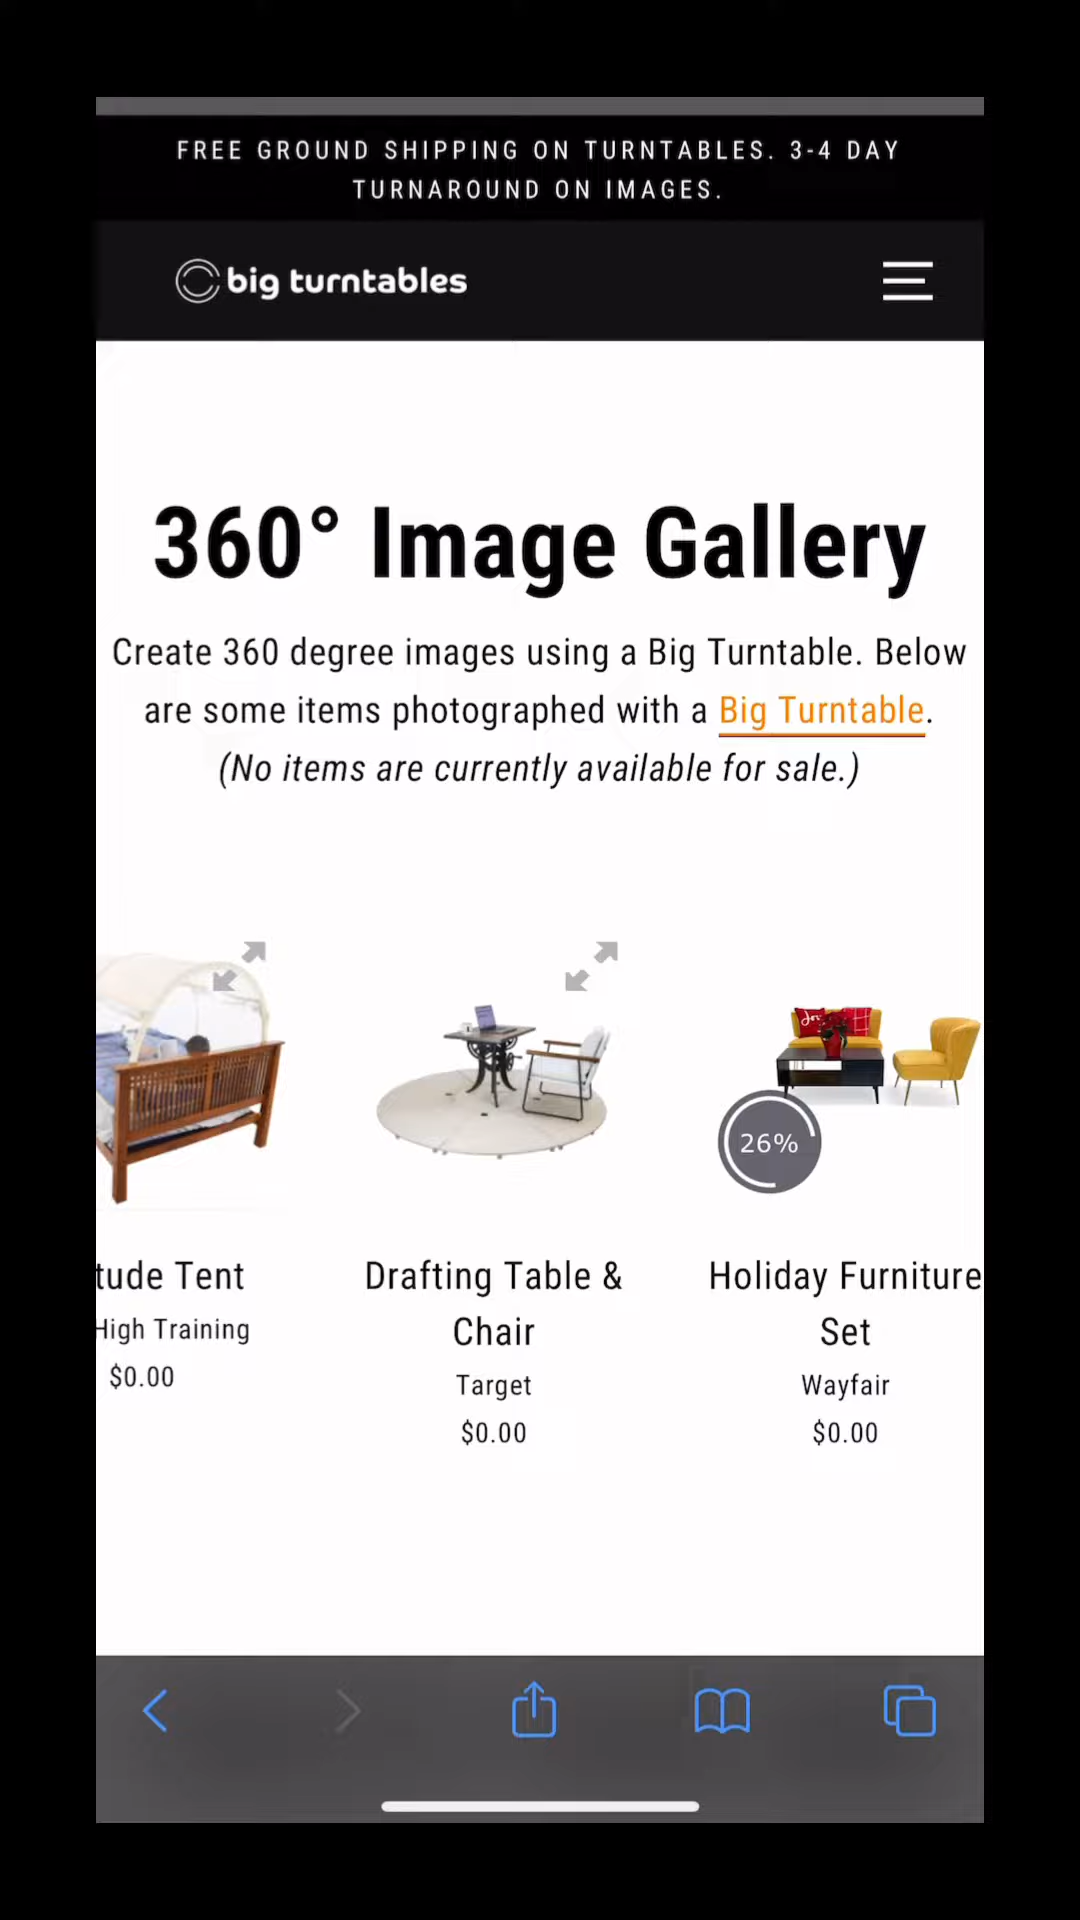 FREE GROUND SHIPPING ON TURNTABLES. 3-4 DAY
TURNAROUND ON IMAGES.
big turntables
360° Image Gallery
Create 360 degree images using a Big Turntable. Below
are some items photographed with a Big Turntable.
(No items are currently available for sale.)
tude Tent
High Training
$0.00
Drafting Table &
Chair
Target
$0.00
26%
Holiday Furniture
Set
Wayfair
$0.00